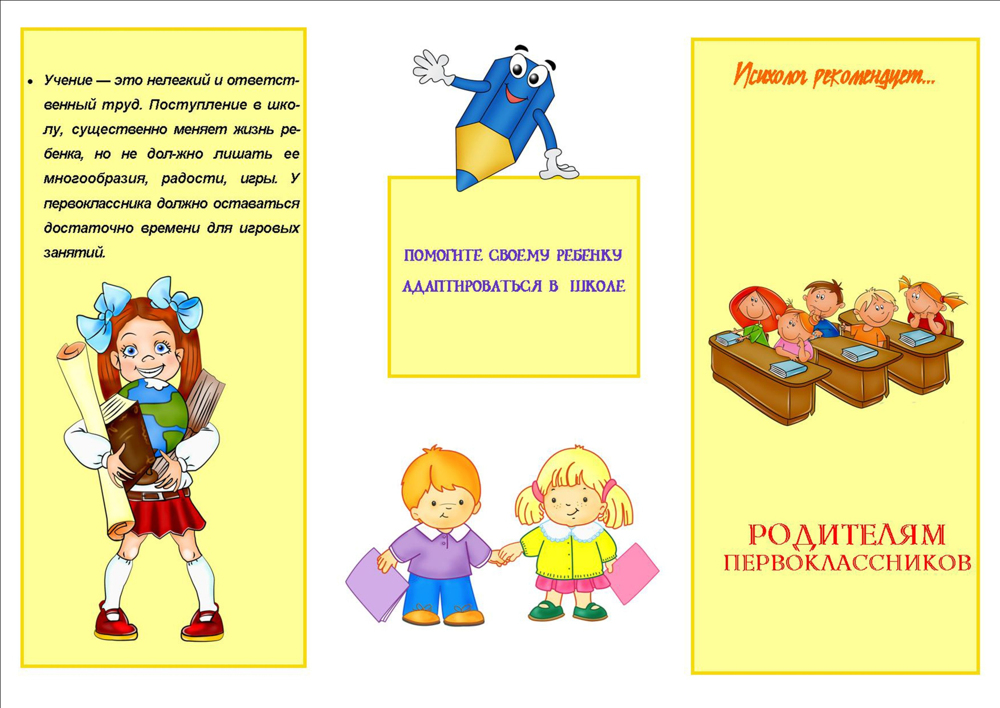 • Учение — это нелегкий и ответст-
венный труд. Поступление в шко-
лу, существенно меняет жизнь ре-
бенка, но не дол-жно лишать ее
многообразия, радости, игры. У
первоклассника должно оставаться
достаточно времени для игровых
занятий.
ПОМОГИТЕ СВОЕМУ РЕБЕНКУ
АДАПТИРОВАТЬСЯ В ШКОЛЕ
Психолог рекомендует...
РОДИТЕЛЯМ
ПЕРВОКЛАССНИКОВ